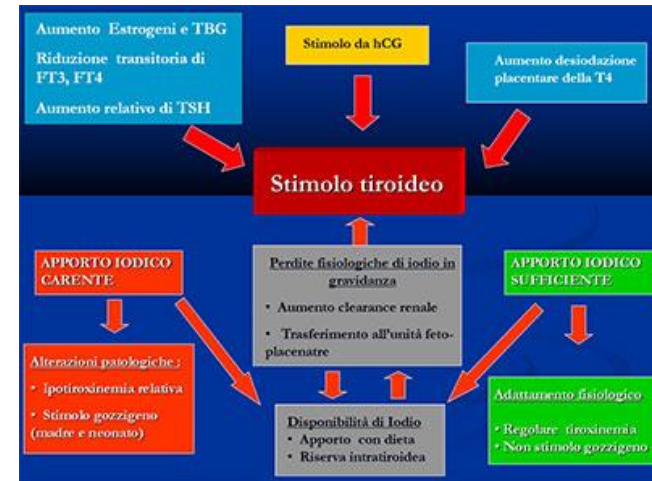 Aumento Estrogeni e TBG
Riduzione transitoria di
FT3, FT4
Aumento relativo di TSH
Stimolo da hCG
Aumento desiodazione
placentare della T4
Stimolo tiroideo
APPORTO IODICO
CARENTE
Perdite fisiologiche di iodio in
gravidanza
• Aumento clearance renale
• Trasferimento all'unità feto-
placenatre
APPORTO IODICO
SUFFICIENTE
Alterazioni patologiche :
• Ipotiroxinemia relativa
• Stimolo gozzigeno
(madre e neonato)
Disponibilità di Iodio
• Apporto con dieta
• Riserva intratiroidea
Adattamento fisiologico
• Regolare tiroxinemia
• Non stimolo gozzigeno